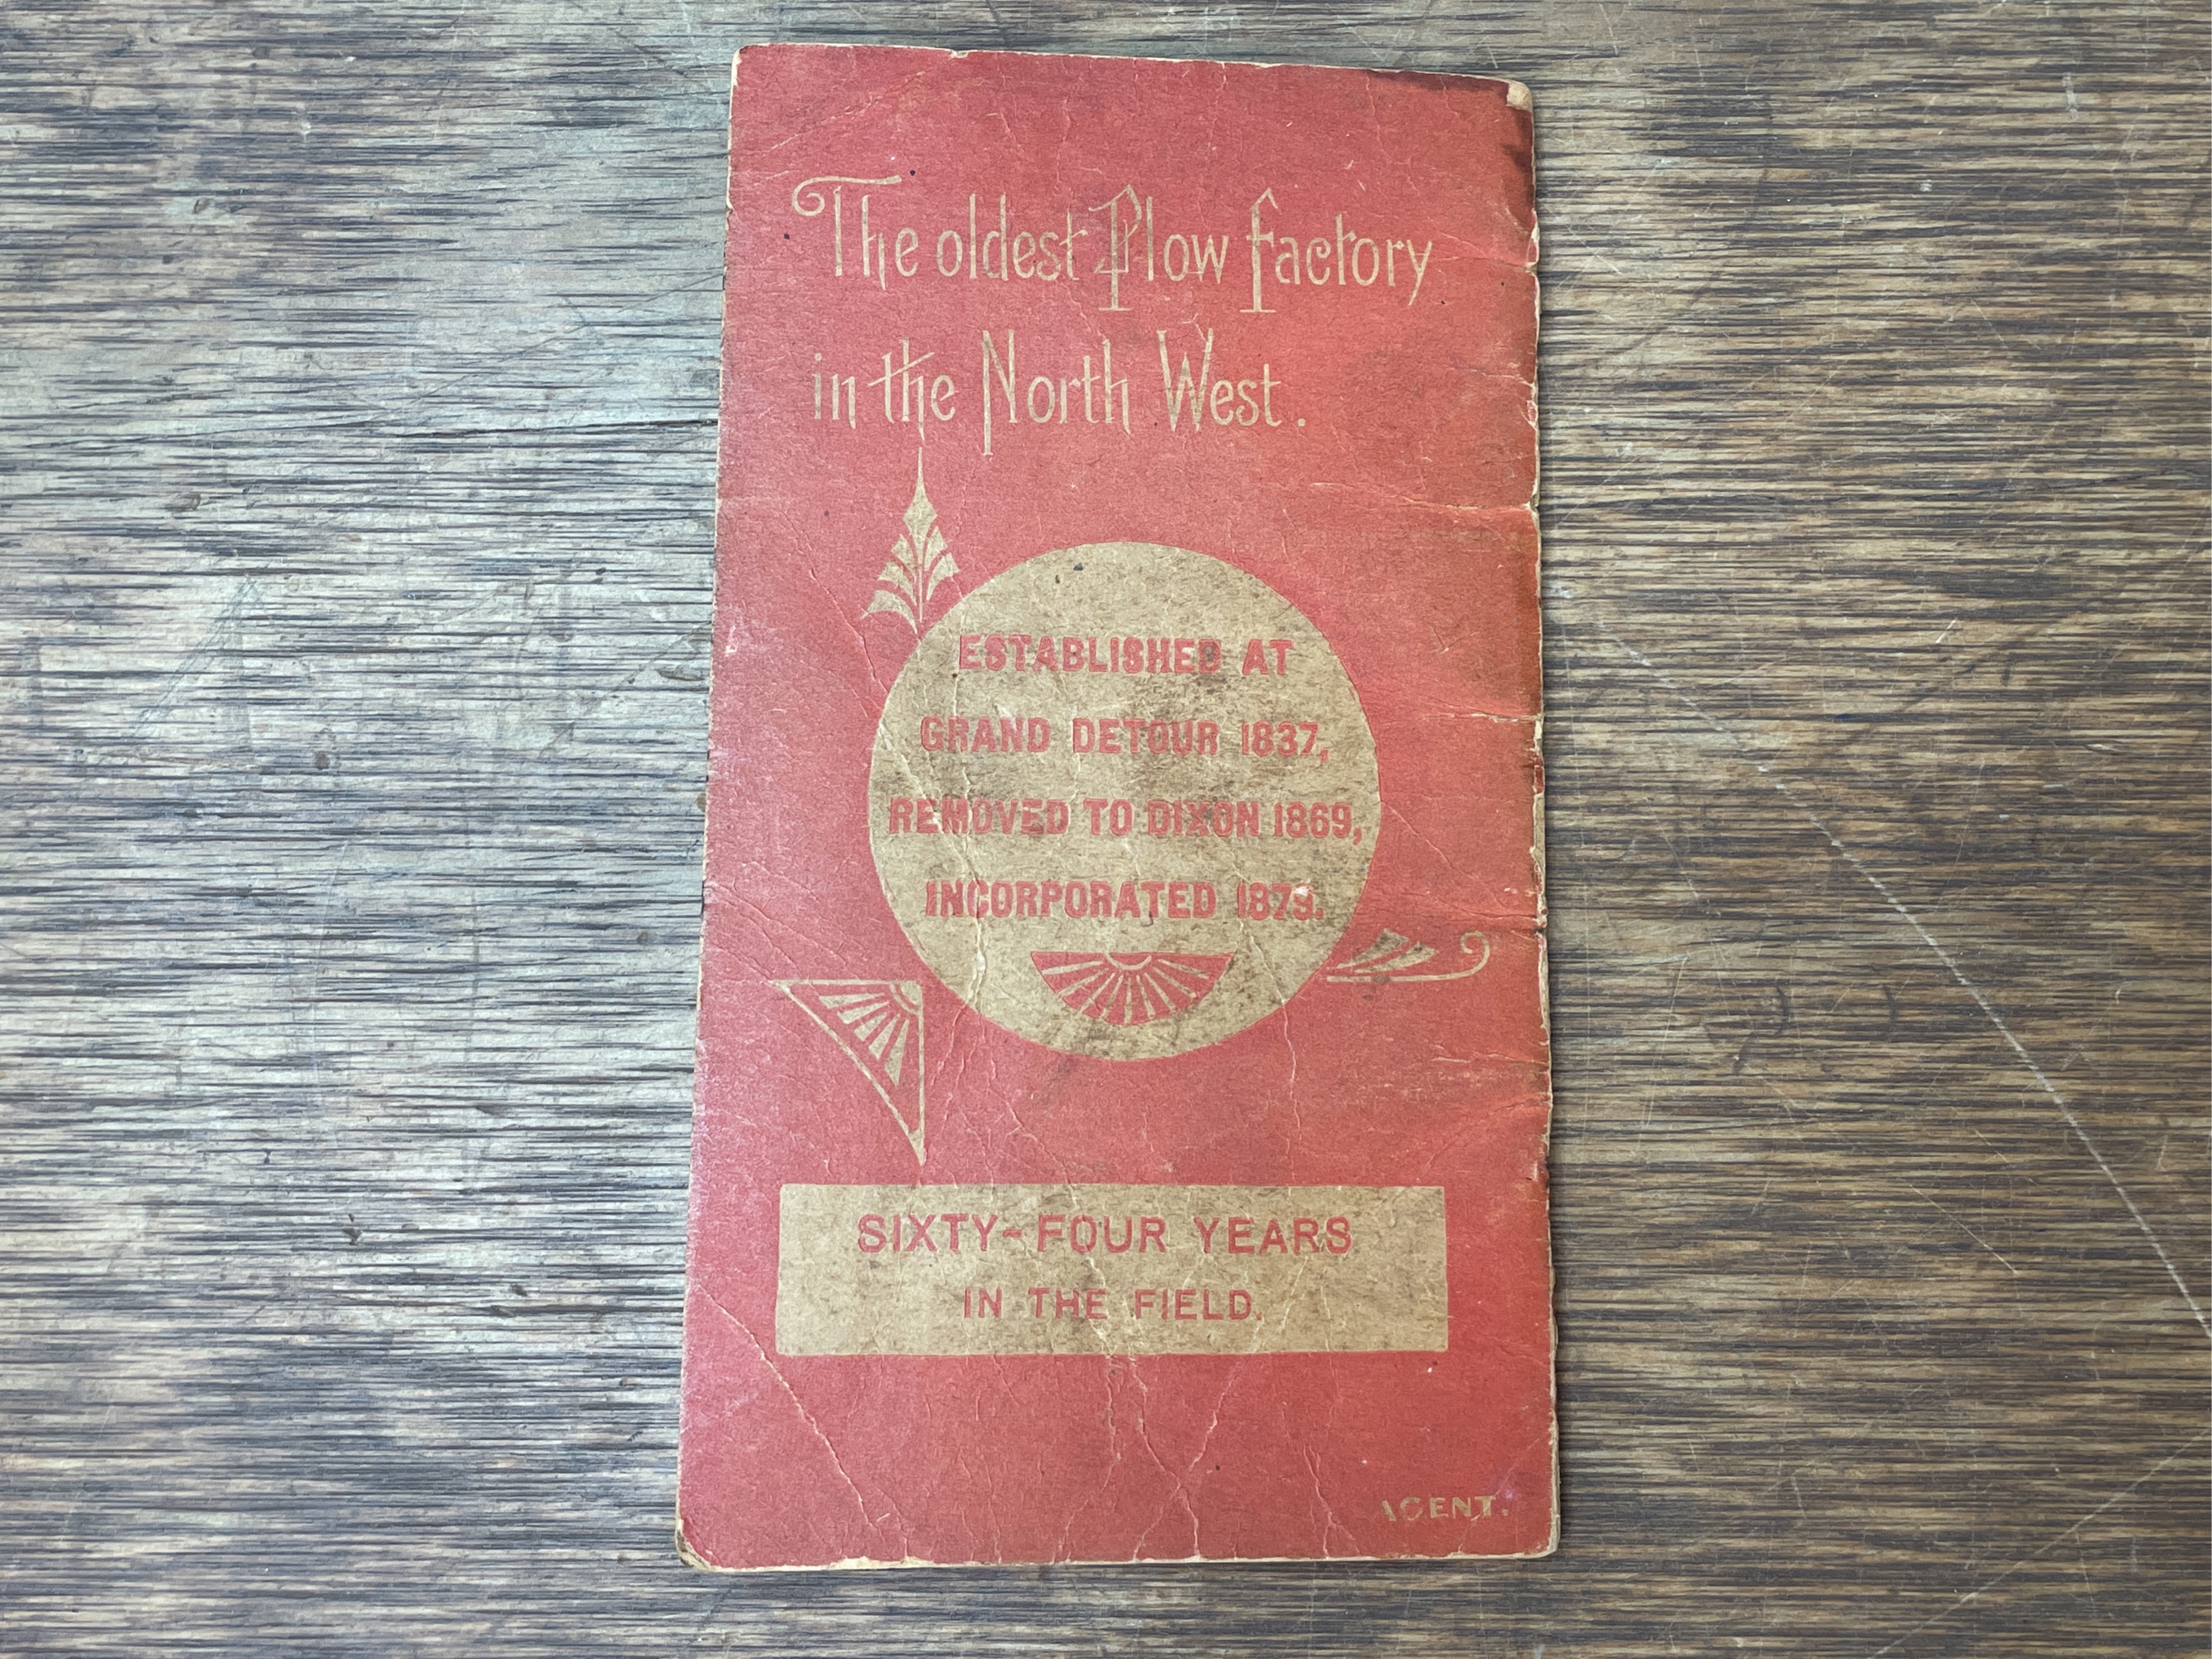 The oldest Plow factory
in the North West.
ESTABLISHED AT
GRAND DETOUR 1837,
REMOVED TO DIXON 1869,
INCORPORATED 1879.
SIXTY-FOUR YEARS
IN THE FIELD.
AGENT.